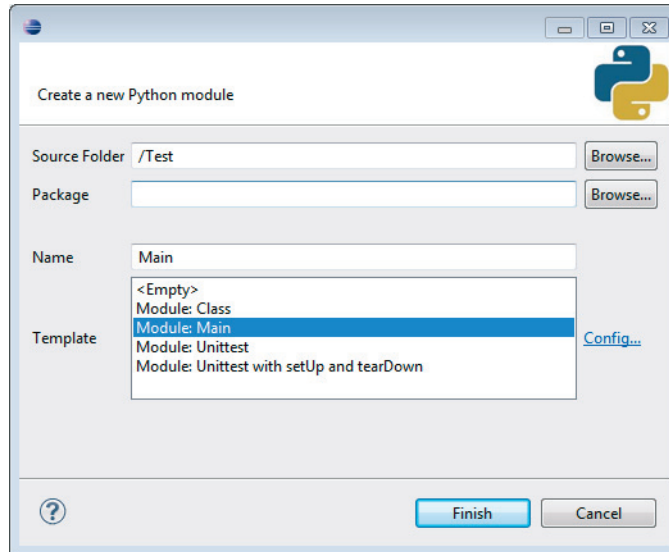 Create a new Python module
Source Folder /Test Browse...
Package Browse...
Name Main
<Empty>
Module: Class
Module: Main
Template Config...
Module: Unittest
Module: Unittest with setUp and tearDown
? Finish Cancel